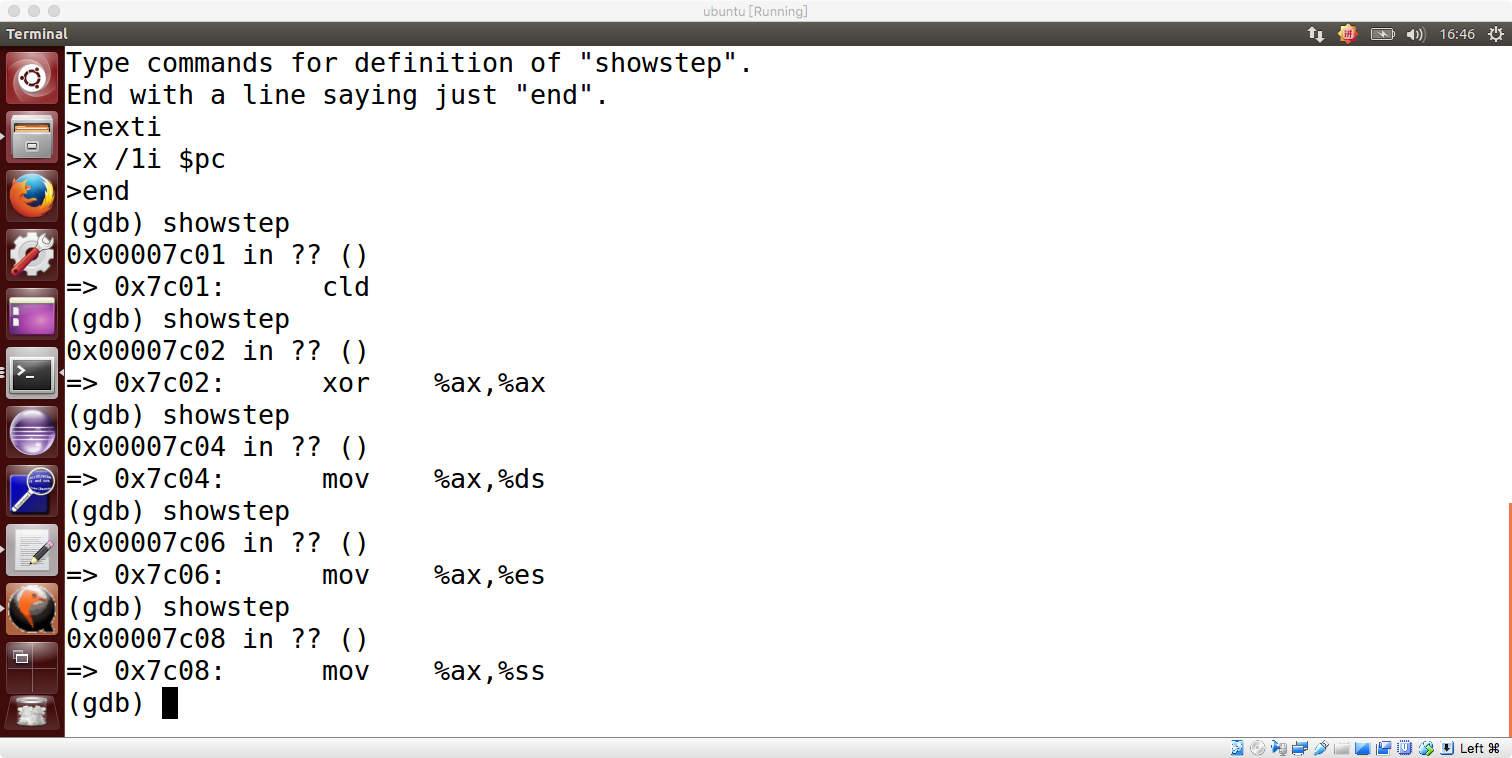 ubuntu [Running]
Terminal
16:46
Type commands for definition of "showstep".
End with a line saying just "end".
>nexti
>x /1i $pc
>end
(gdb) showstep
0x00007c01 in ?? ()
=> 0x7c01:      cld
(gdb) showstep
0x00007c02 in ?? ()
=> 0x7c02:      xor    %ax,%ax
(gdb) showstep
0x00007c04 in ?? ()
=> 0x7c04:      mov    %ax,%ds
(gdb) showstep
0x00007c06 in ?? ()
=> 0x7c06:      mov    %ax,%es
(gdb) showstep
0x00007c08 in ?? ()
=> 0x7c08:      mov    %ax,%ss
(gdb)
Left ⌘